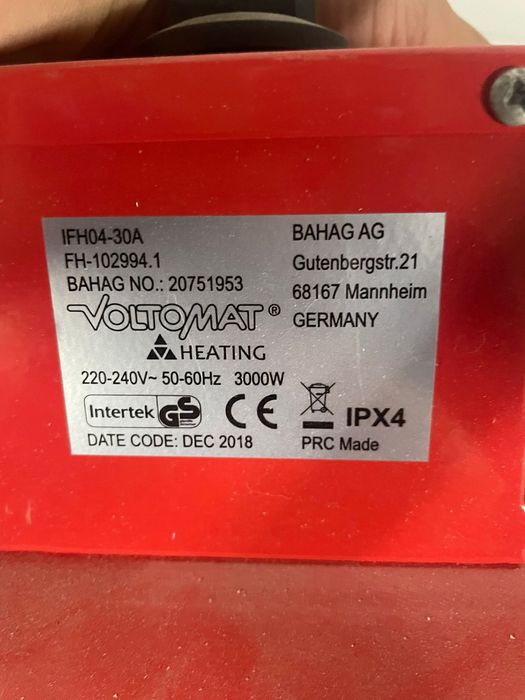 IFH04-30A
FH-102994.1
BAHAG NO.: 20751953
VOLTOMAT®
HEATING
220-240V~ 50-60Hz 3000W
Intertek GS CE
DATE CODE: DEC 2018
BAHAG AG
Gutenbergstr.21
68167 Mannheim
GERMANY
IPX4
PRC Made